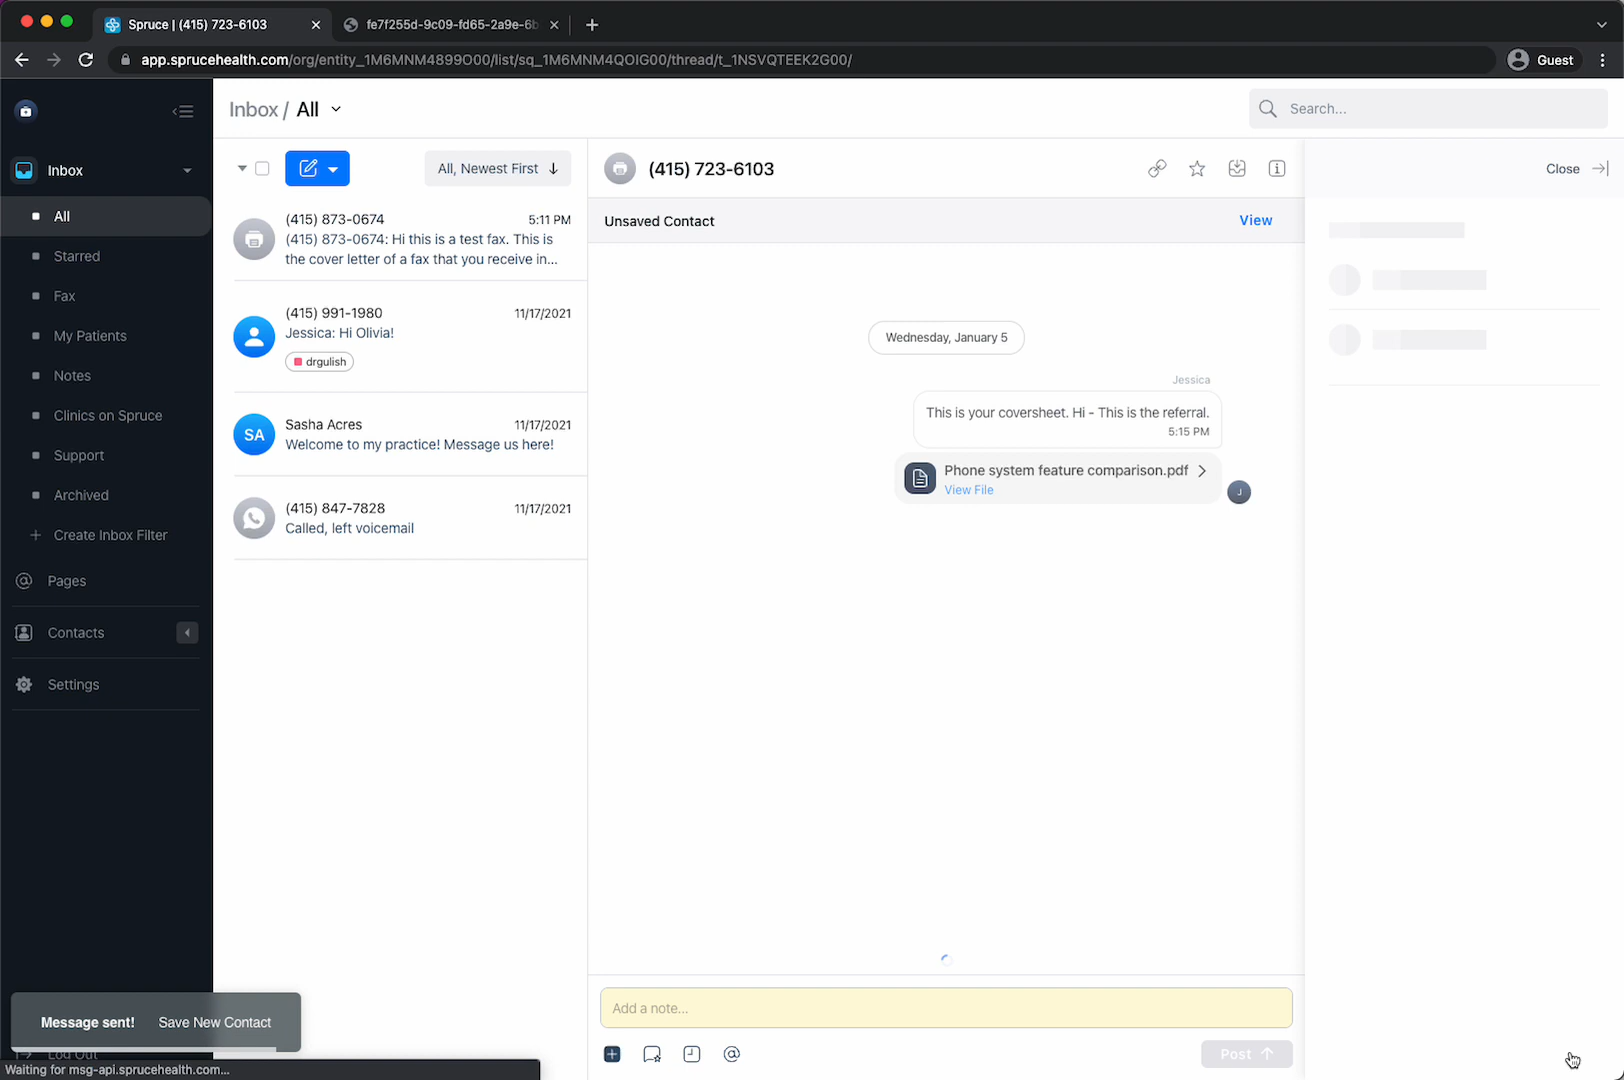 Spruce | (415) 723-6103
fe7f255d-9c09-fd65-2a9e-6b
app.sprucehealth.com/org/entity_1M6MNM4899O00/list/sq_1M6MNM4QOIG00/thread/t_1NSVQTEEK2G00/
Guest
Inbox / All
Search...
Inbox
All
Starred
Fax
My Patients
Notes
Clinics on Spruce
Support
Archived
Create Inbox Filter
Pages
Contacts
Settings
Log Out
All, Newest First
(415) 873-0674
5:11 PM
(415) 873-0674: Hi this is a test fax. This is
the cover letter of a fax that you receive in...
(415) 991-1980
11/17/2021
Jessica: Hi Olivia!
drgulish
SA
Sasha Acres
11/17/2021
Welcome to my practice! Message us here!
(415) 847-7828
11/17/2021
Called, left voicemail
(415) 723-6103
Unsaved Contact
View
Wednesday, January 5
Jessica
This is your coversheet. Hi - This is the referral.
5:15 PM
Phone system feature comparison.pdf
View File
J
Add a note...
Post
Close
Message sent!
Save New Contact
Waiting for msg-api.sprucehealth.com...